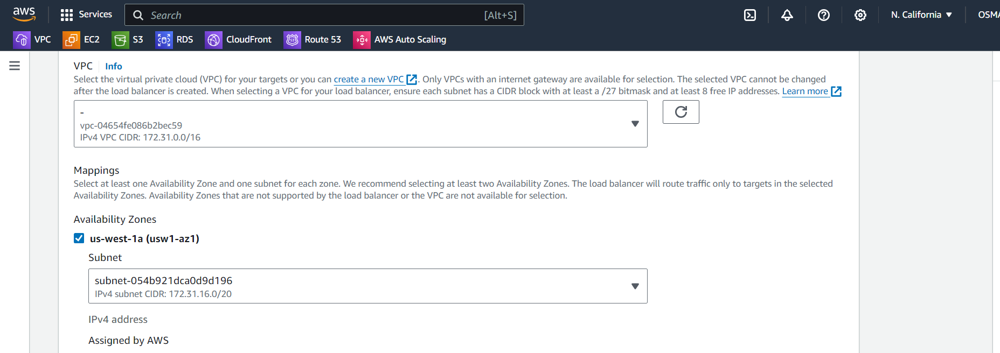 aws
Services
Search
[Alt+S]
N. California
OSMA
VPC
EC2
S3
RDS
CloudFront
53
Route 53
AWS Auto Scaling
VPC
Info
Select the virtual private cloud (VPC) for your targets or you can create a new VPC. Only VPCs with an internet gateway are available for selection. The selected VPC cannot be changed
after the load balancer is created. When selecting a VPC for your load balancer, ensure each subnet has a CIDR block with at least a /27 bitmask and at least 8 free IP addresses. Learn more
-
vpc-04654fe086b2bec59
IPv4 VPC CIDR: 172.31.0.0/16
Mappings
Select at least one Availability Zone and one subnet for each zone. We recommend selecting at least two Availability Zones. The load balancer will route traffic only to targets in the selected
Availability Zones. Availability Zones that are not supported by the load balancer or the VPC are not available for selection.
Availability Zones
us-west-1a (usw1-az1)
Subnet
subnet-054b921dca0d9d196
IPv4 subnet CIDR: 172.31.16.0/20
IPv4 address
Assigned by AWS